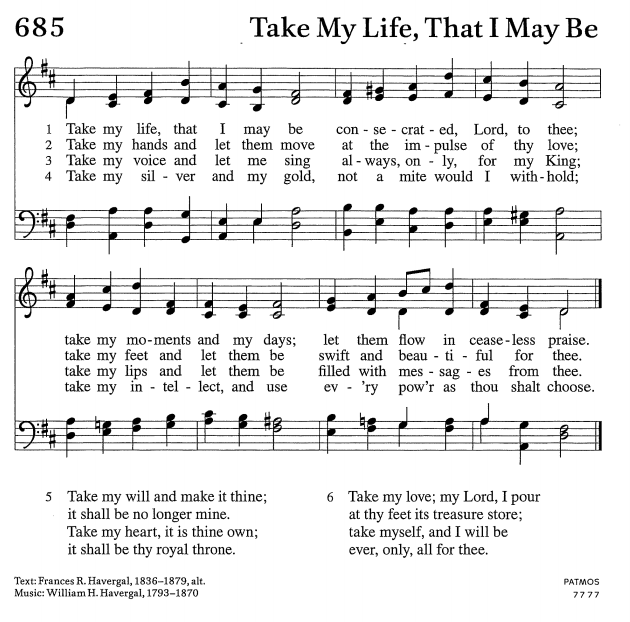 685 Take My Life, That I May Be
1 Take my life, that I may be con - se - crat - ed, Lord, to thee;
2 Take my hands and let them move at the im - pulse of thy love;
3 Take my voice and let me sing al - ways, on - ly, for my King;
4 Take my sil - ver and my gold, not a mite would I with - hold;
take my mo - ments and my days; let them flow in cease - less praise.
take my feet and let them be swift and beau - ti - ful for thee.
take my lips and let them be filled with mes - sag - es from thee.
take my in - tel - lect, and use ev - 'ry pow'r as thou shalt choose.
5 Take my will and make it thine;
it shall be no longer mine.
Take my heart, it is thine own;
it shall be thy royal throne.
6 Take my love; my Lord, I pour
at thy feet its treasure store;
take myself, and I will be
ever, only, all for thee.
Text: Frances R. Havergal, 1836–1879, alt.
Music: William H. Havergal, 1793–1870
PATMOS
7 7 7 7